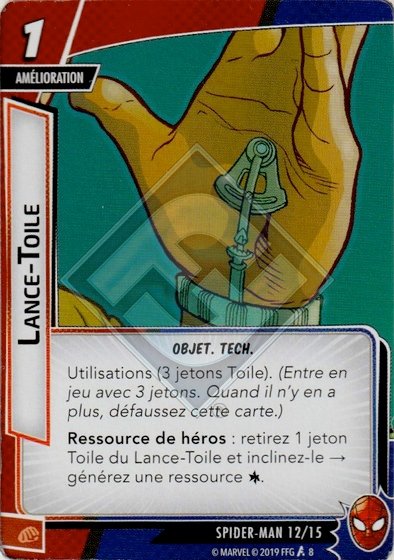 1
AMÉLIORATION
LANCE-TOILE
OBJET. TECH.
Utilisations (3 jetons Toile). (Entre en
jeu avec 3 jetons. Quand il n'y en a
plus, défaussez cette carte.)
Ressource de héros : retirez 1 jeton
Toile du Lance-Toile et inclinez-le →
générez une ressource ★.
SPIDER-MAN 12/15
© MARVEL © 2019 FFG 8